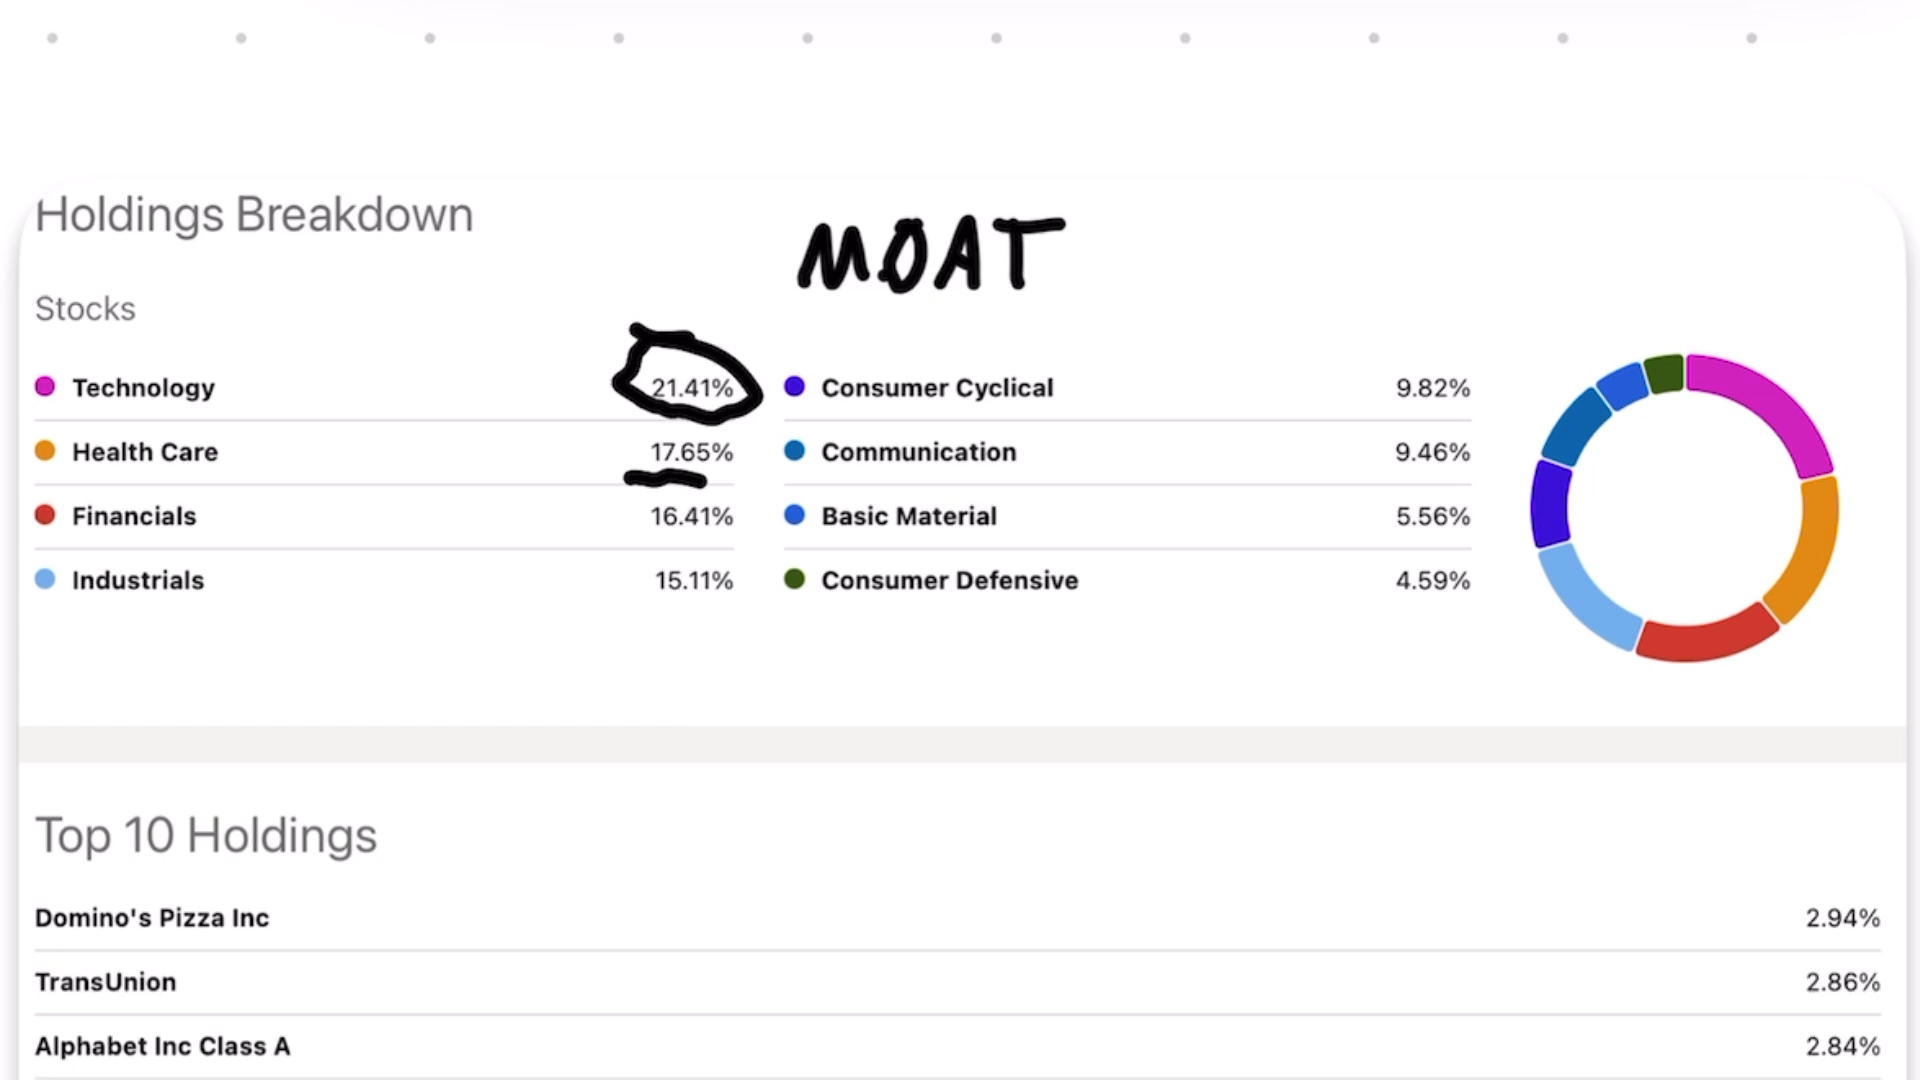 Holdings Breakdown
MOAT
Stocks
Technology 21.41% Consumer Cyclical 9.82%
Health Care 17.65% Communication 9.46%
Financials 16.41% Basic Material 5.56%
Industrials 15.11% Consumer Defensive 4.59%
Top 10 Holdings
Domino's Pizza Inc 2.94%
TransUnion 2.86%
Alphabet Inc Class A 2.84%